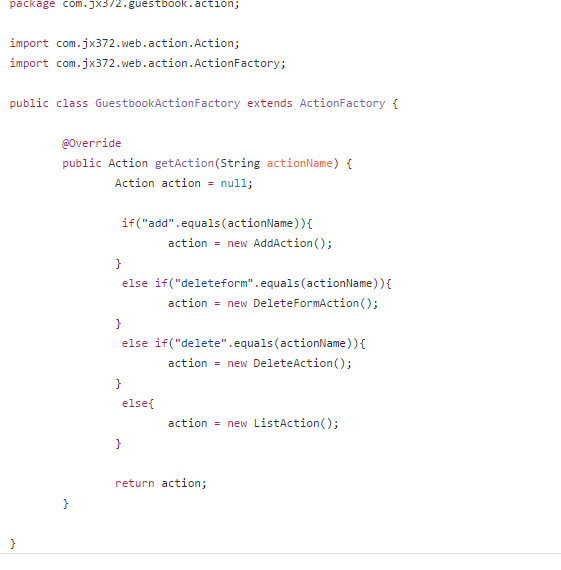 package com.jx372.guestbook.action;
import com.jx372.web.action.Action;
import com.jx372.web.action.ActionFactory;
public class GuestbookActionFactory extends ActionFactory {
@Override
public Action getAction(String actionName) {
Action action = null;
if("add".equals(actionName)){
action = new AddAction();
}
else if("deleteform".equals(actionName)){
action = new DeleteFormAction();
}
else if("delete".equals(actionName)){
action = new DeleteAction();
}
else{
action = new ListAction();
}
return action;
}
}